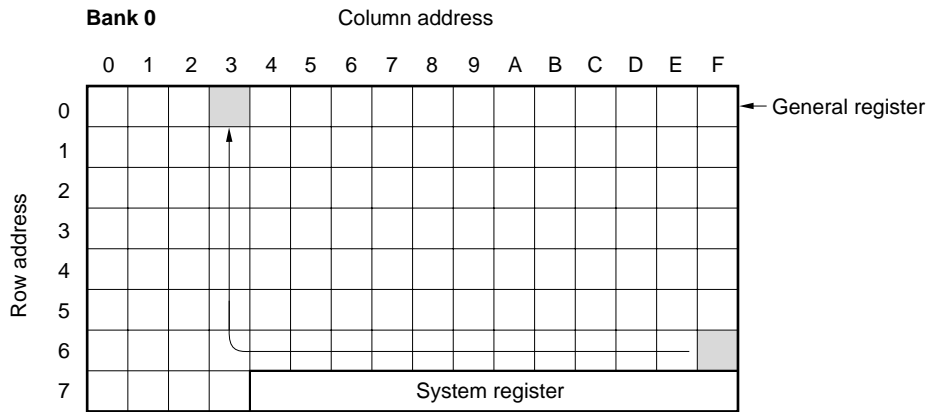 Bank 0 Column address
0 1 2 3 4 5 6 7 8 9 A B C D E F
0 General register
1
2
3
4
5
6
7 System register
Row address